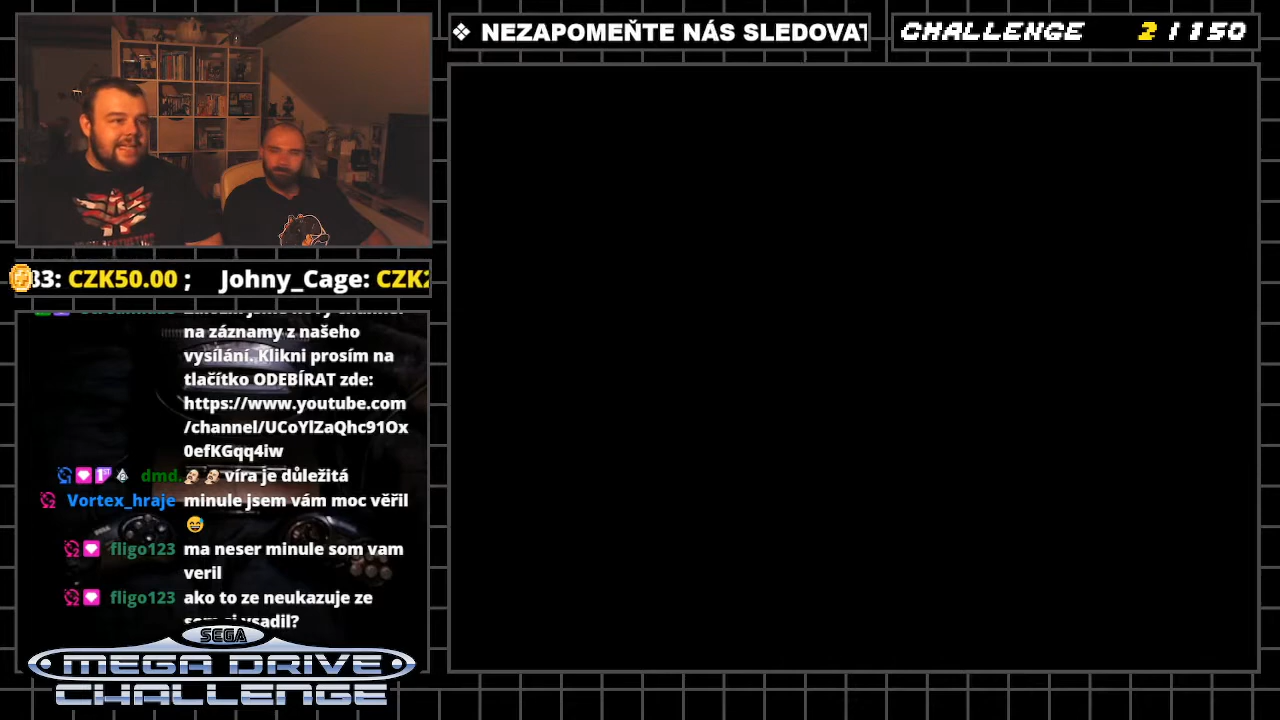 ❖ NEZAPOMEŇTE NÁS SLEDOVAT
CHALLENGE 2/150
33: CZK50.00 ; Johny_Cage: CZK
na záznamy z našeho
vysílání. Klikni prosím na
tlačítko ODEBÍRAT zde:
https://www.youtube.com
/channel/UCoYlZaQhc91Ox
0efKGqq4iw
dmd. víra je důležitá
Vortex_hraje minule jsem vám moc věřil
😅
fligo123 ma neser minule som vam
veril
fligo123 ako to ze neukazuje ze
som si vsadil?
SEGA
MEGA DRIVE
CHALLENGE